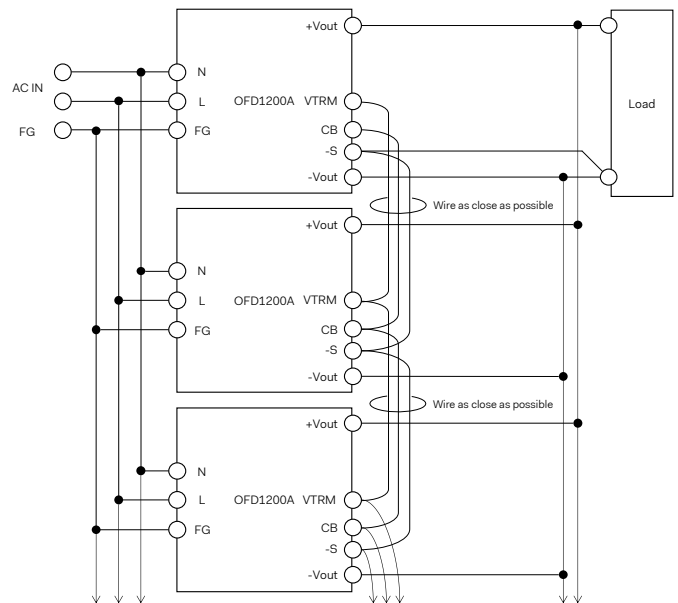 +Vout
N
AC IN
Load
L OFD1200A VTRM
FG FG CB
-S
-Vout
Wire as close as possible
+Vout
N
L OFD1200A VTRM
FG CB
-S
-Vout
Wire as close as possible
+Vout
N
L OFD1200A VTRM
FG CB
-S
-Vout